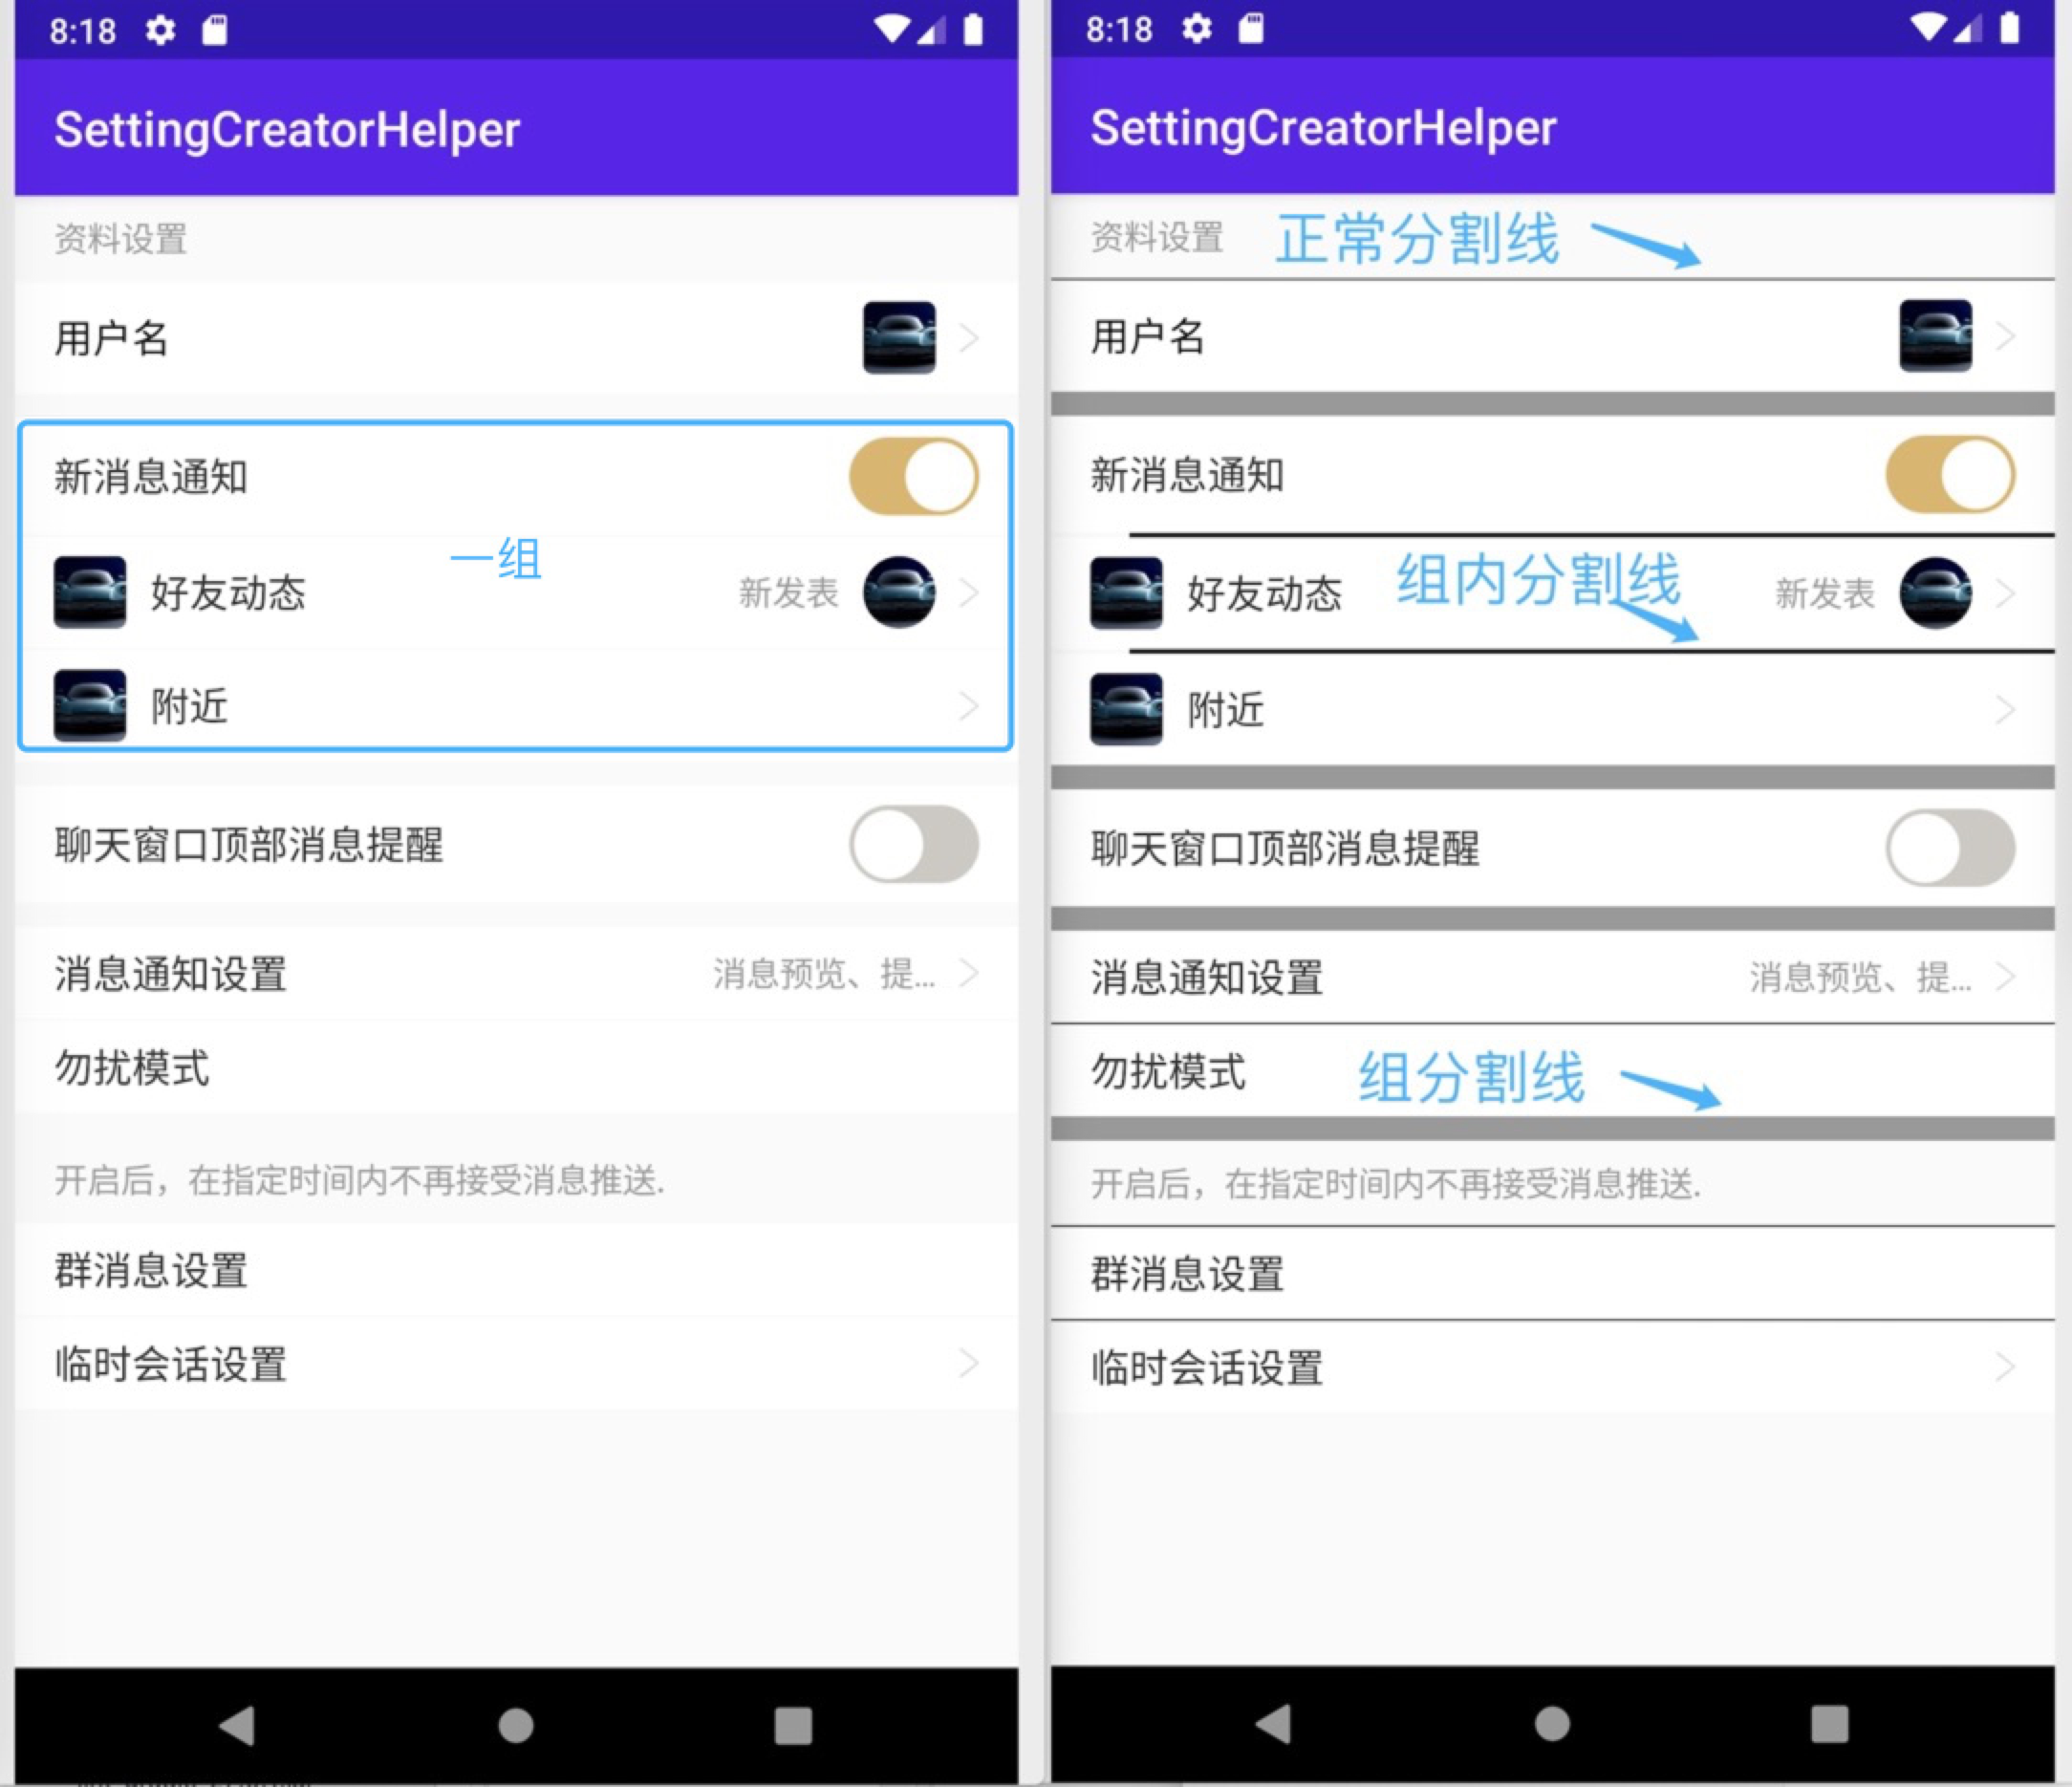 8:18
SettingCreatorHelper
资料设置
用户名
新消息通知
一组
好友动态 新发表
附近
聊天窗口顶部消息提醒
消息通知设置 消息预览、提...
勿扰模式
开启后，在指定时间内不再接受消息推送.
群消息设置
临时会话设置
8:18
SettingCreatorHelper
资料设置 正常分割线
用户名
新消息通知
好友动态 组内分割线 新发表
附近
聊天窗口顶部消息提醒
消息通知设置 消息预览、提...
勿扰模式 组分割线
开启后，在指定时间内不再接受消息推送.
群消息设置
临时会话设置